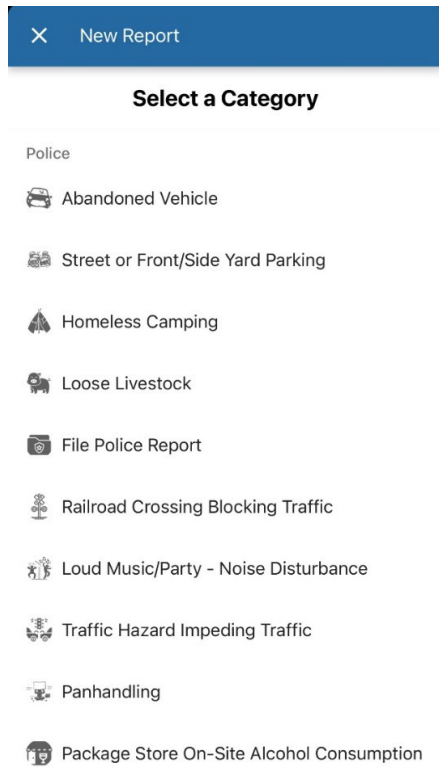 New Report
Select a Category
Police
Abandoned Vehicle
Street or Front/Side Yard Parking
Homeless Camping
Loose Livestock
File Police Report
Railroad Crossing Blocking Traffic
Loud Music/Party - Noise Disturbance
Traffic Hazard Impeding Traffic
Panhandling
Package Store On-Site Alcohol Consumption